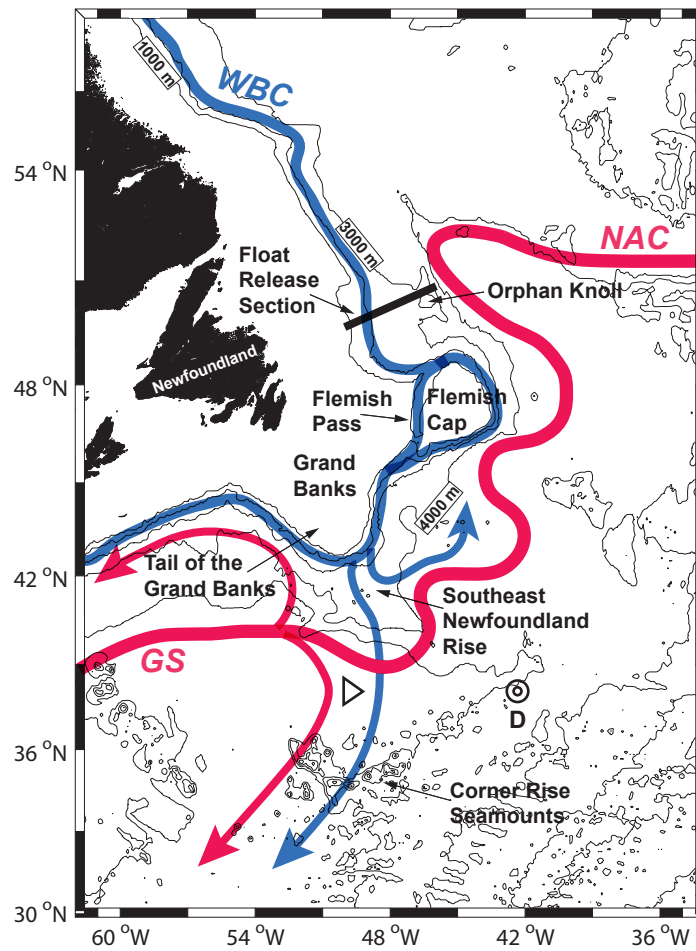 1000 m
WBC
54 °N
3000 m
NAC
Float
Release
Section
Orphan Knoll
Newfoundland
48 °N
Flemish
Pass
Flemish
Cap
Grand
Banks
4000 m
42 °N
Tail of the
Grand Banks
Southeast
Newfoundland
Rise
GS
D
36 °N
Corner Rise
Seamounts
30 °N
60 °W 54 °W 48 °W 42 °W 36 °W